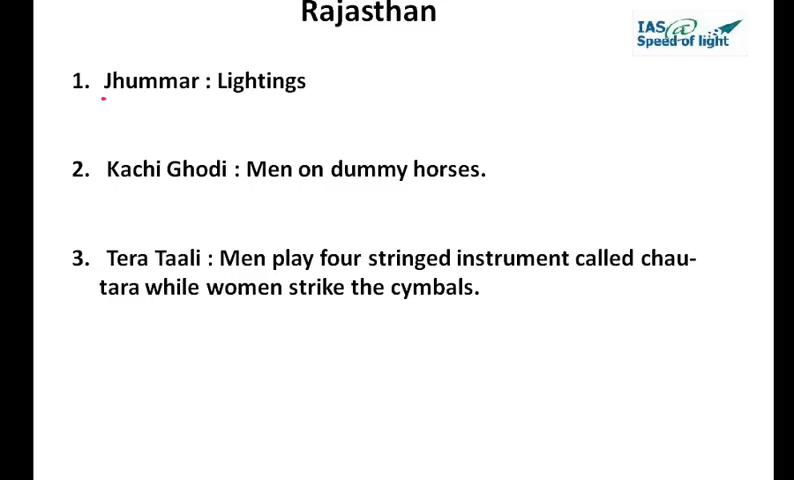 Rajasthan
IAS@
Speed of light
1. Jhummar : Lightings
2. Kachi Ghodi : Men on dummy horses.
3. Tera Taali : Men play four stringed instrument called chau-
tara while women strike the cymbals.